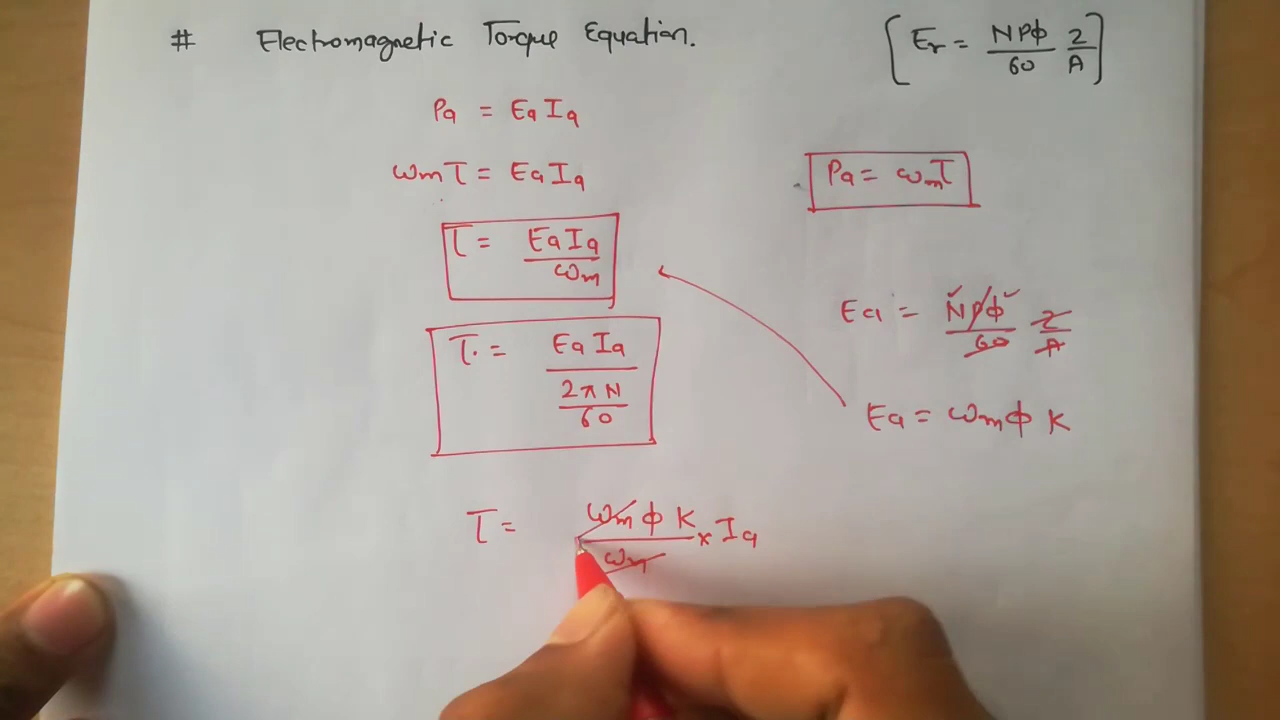 # Electromagnetic Torque Equation.
[Er = NPΦ/60 Z/A]
Pa = Ea Ia
ωm T = Ea Ia
Pa = ωm T
T = Ea Ia / ωm
Ea = NPΦ/60 Z/A
T. = Ea Ia / (2πN/60)
Ea = ωm Φ K
T = ωm Φ K / ωm x Ia